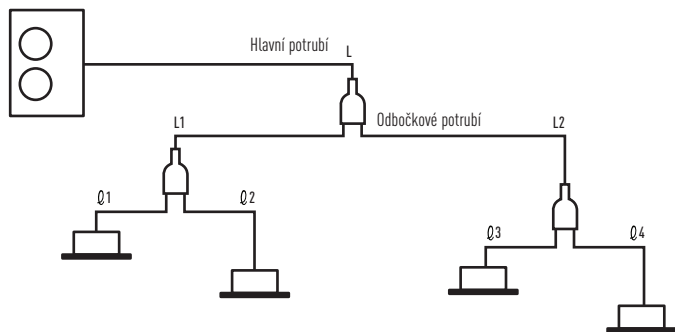 Hlavní potrubí L
Odbočkové potrubí
L1
L2
ℓ1
ℓ2
ℓ3
ℓ4